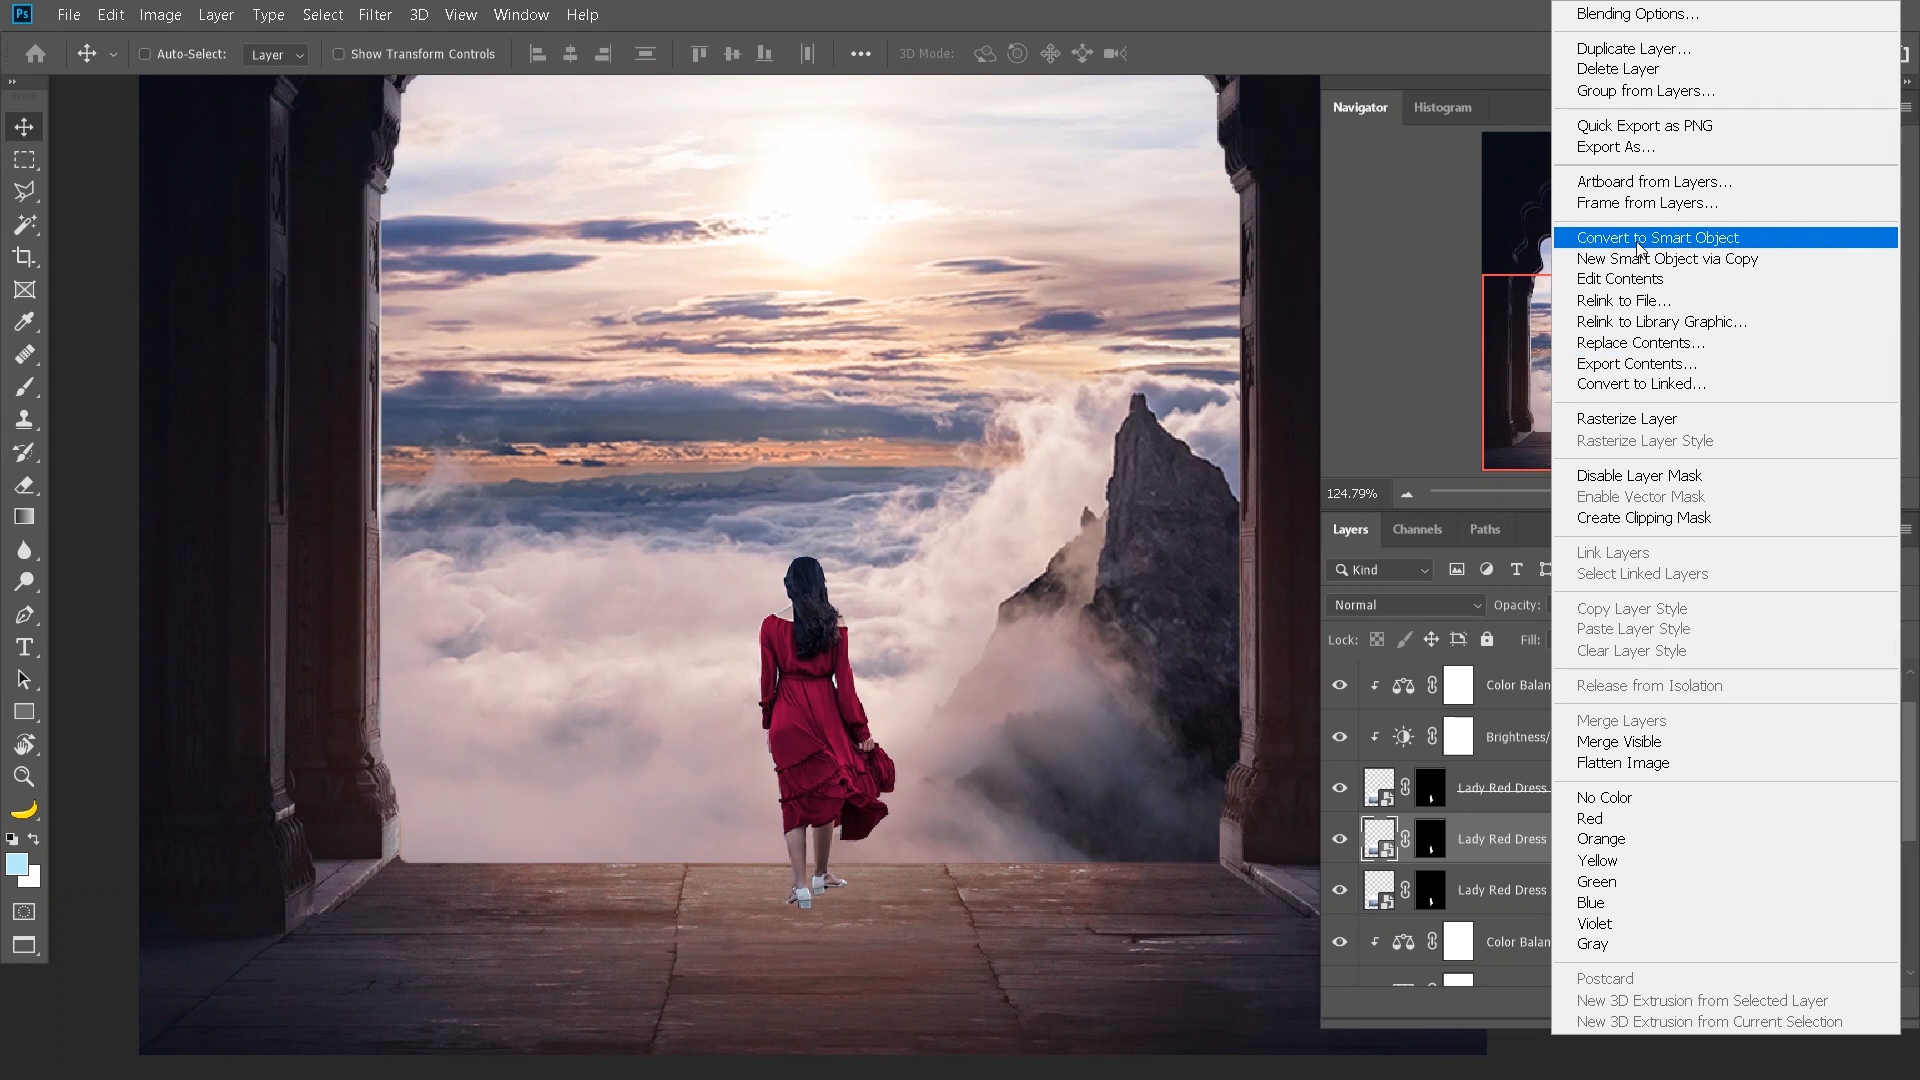 Ps File Edit Image Layer Type Select Filter 3D View Window Help
Auto-Select: Layer Show Transform Controls 3D Mode:
Navigator Histogram
124.79%
Layers Channels Paths
Kind T
Normal Opacity:
Lock: Fill:
Color Balan
Brightness/
Lady Red Dress
Lady Red Dress
Lady Red Dress
Color Balan
Blending Options...
Duplicate Layer...
Delete Layer
Group from Layers...
Quick Export as PNG
Export As...
Artboard from Layers...
Frame from Layers...
Convert to Smart Object
New Smart Object via Copy
Edit Contents
Relink to File...
Relink to Library Graphic...
Replace Contents...
Export Contents...
Convert to Linked...
Rasterize Layer
Rasterize Layer Style
Disable Layer Mask
Enable Vector Mask
Create Clipping Mask
Link Layers
Select Linked Layers
Copy Layer Style
Paste Layer Style
Clear Layer Style
Release from Isolation
Merge Layers
Merge Visible
Flatten Image
No Color
Red
Orange
Yellow
Green
Blue
Violet
Gray
Postcard
New 3D Extrusion from Selected Layer
New 3D Extrusion from Current Selection